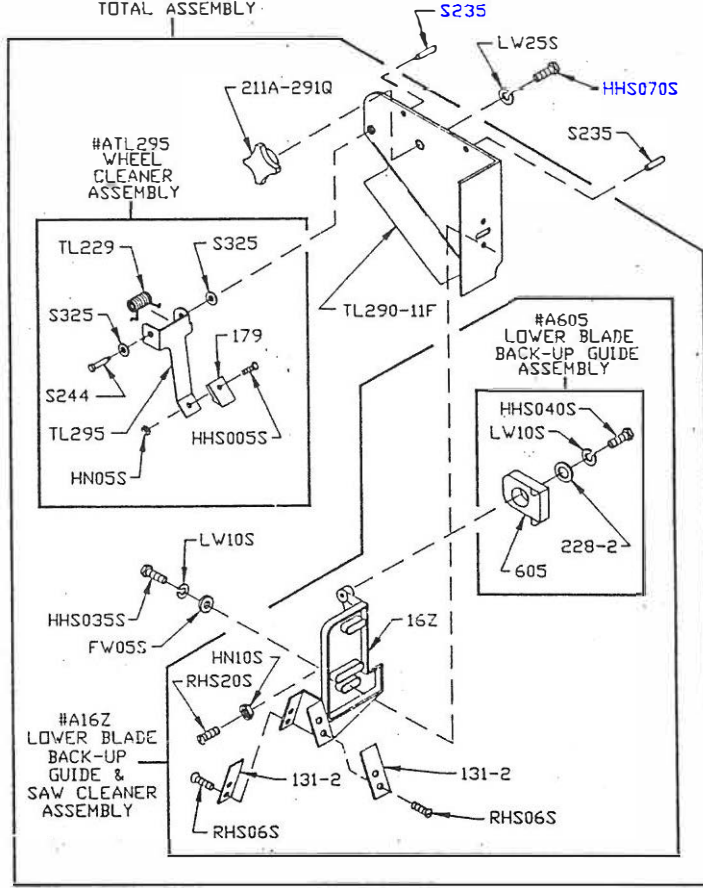 TOTAL ASSEMBLY
S235
LW25S
HHS070S
211A-291Q
S235
#ATL295
WHEEL
CLEANER
ASSEMBLY
TL229
S325
TL290-11F
S325
179
S244
TL295
HHS005S
HN05S
#A605
LOWER BLADE
BACK-UP GUIDE
ASSEMBLY
HHS040S
LW10S
228-2
605
LW10S
HHS035S
FW05S
16Z
HN10S
RHS20S
#A16Z
LOWER BLADE
BACK-UP
GUIDE &
SAW CLEANER
ASSEMBLY
131-2
131-2
RHS06S
RHS06S